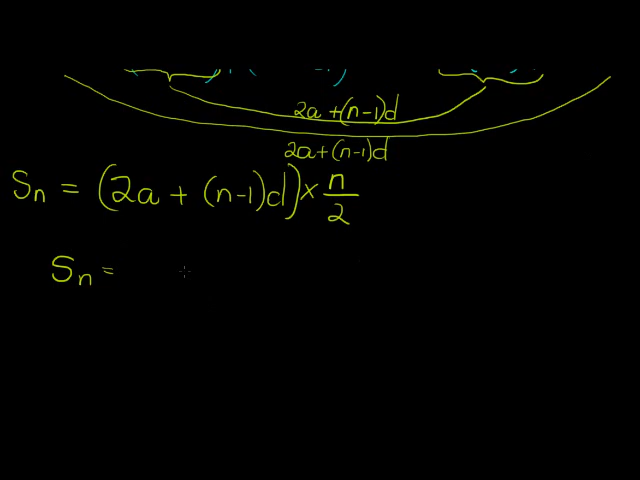 2a+(n-1)d
2a+(n-1)d
Sn = (2a + (n-1)d) × n/2
Sn =